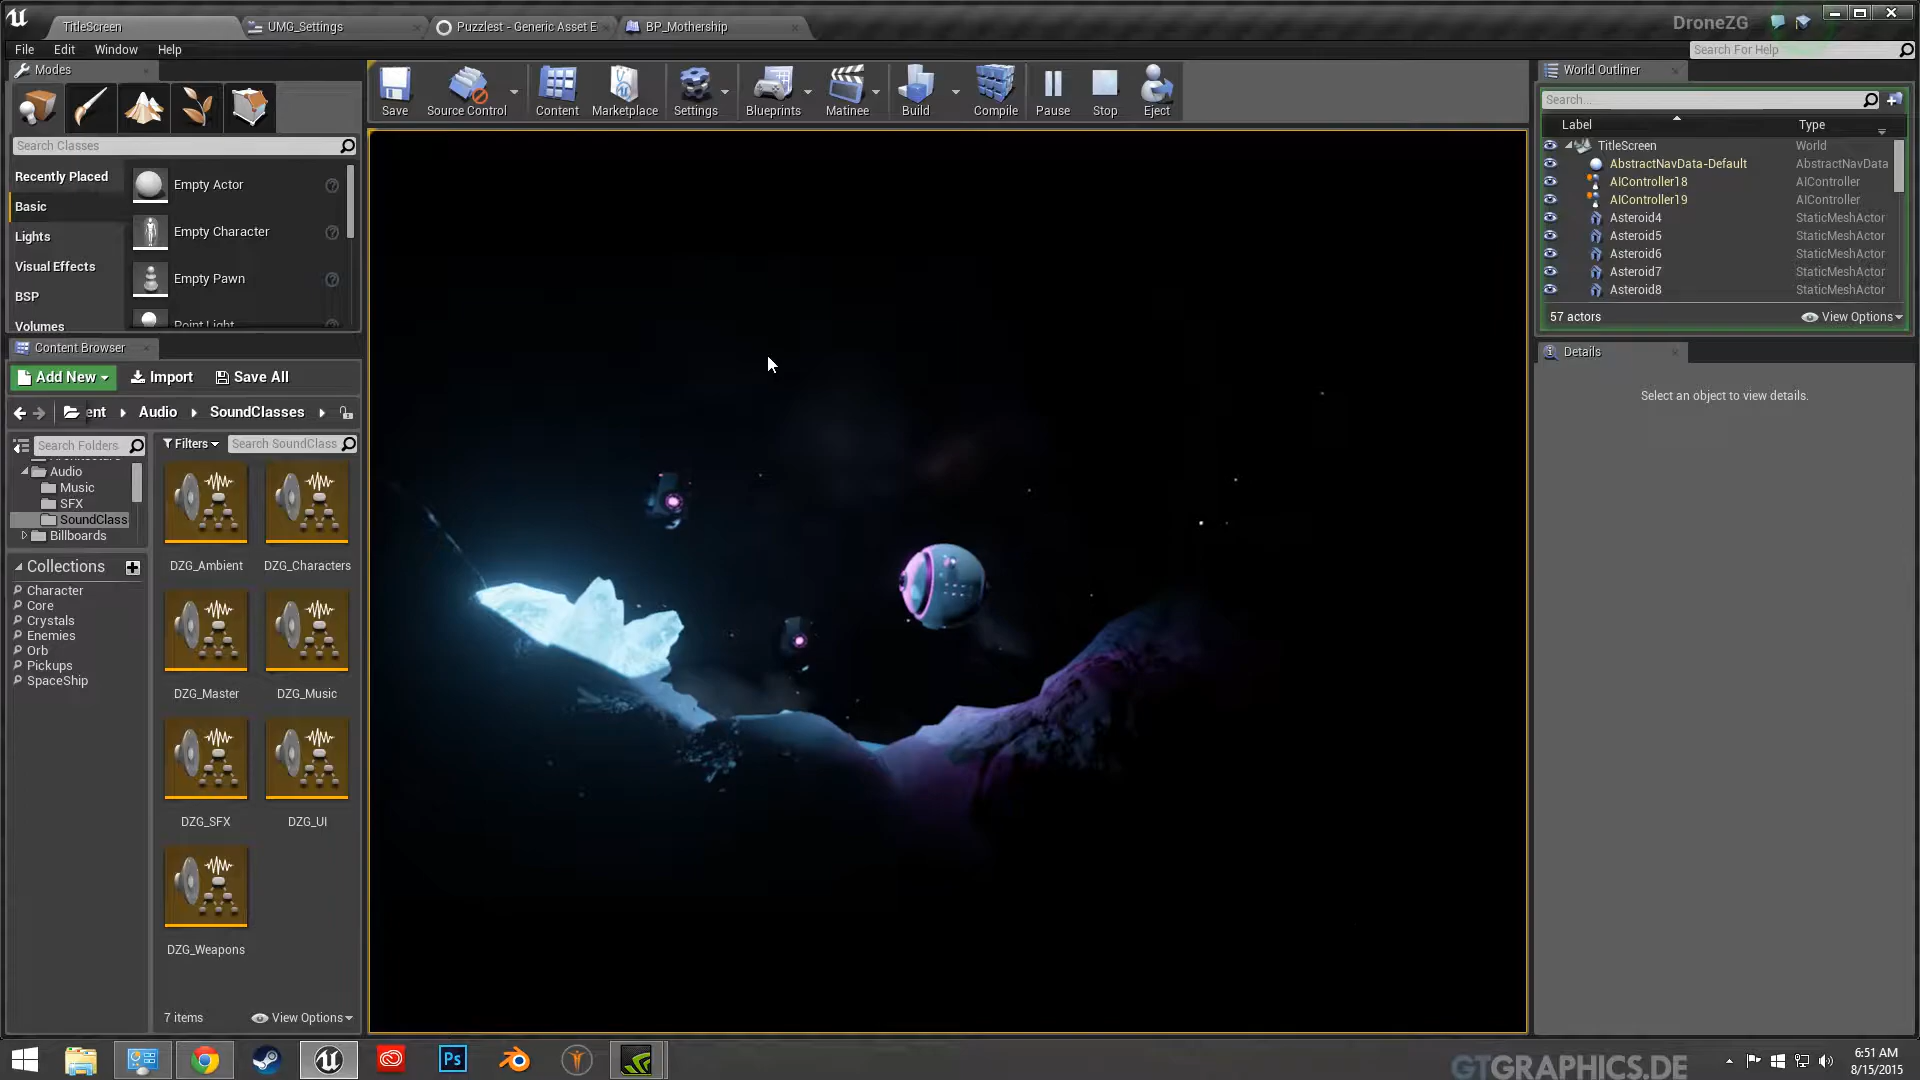 TitleScreen
UMG_Settings
Puzzlest - Generic Asset E
BP_Mothership
DroneZG
File Edit Window Help
Search For Help
Modes
Search Classes
Recently Placed
Basic
Lights
Visual Effects
BSP
Volumes
Empty Actor
Empty Character
Empty Pawn
Point Light
Save
Source Control
Content
Marketplace
Settings
Blueprints
Matinee
Build
Compile
Pause
Stop
Eject
Content Browser
Add New Import Save All
ent Audio SoundClasses
Search Folders
Filters Search SoundClass
Audio
Music
SFX
SoundClass
Billboards
Collections
Character
Core
Crystals
Enemies
Orb
Pickups
SpaceShip
DZG_Ambient DZG_Characters
DZG_Master DZG_Music
DZG_SFX DZG_UI
DZG_Weapons
7 items View Options
World Outliner
Search...
Label Type
TitleScreen World
AbstractNavData-Default AbstractNavData
AIController18 AIController
AIController19 AIController
Asteroid4 StaticMeshActor
Asteroid5 StaticMeshActor
Asteroid6 StaticMeshActor
Asteroid7 StaticMeshActor
Asteroid8 StaticMeshActor
57 actors View Options
Details
Select an object to view details.
Ps
GTGRAPHICS.DE
6:51 AM
8/15/2015